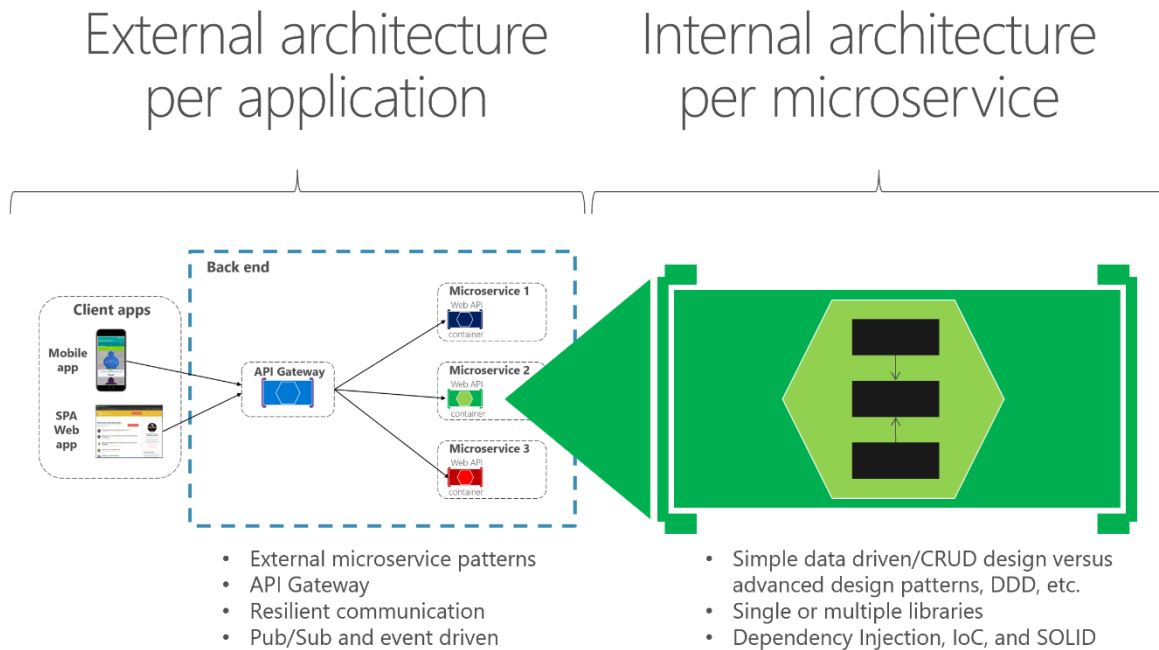 External architecture
per application
Internal architecture
per microservice
Back end
Client apps
Mobile
app
SPA
Web
app
API Gateway
Microservice 1
Web API
container
Microservice 2
Web API
container
Microservice 3
Web API
container
• External microservice patterns
• API Gateway
• Resilient communication
• Pub/Sub and event driven
• Simple data driven/CRUD design versus
advanced design patterns, DDD, etc.
• Single or multiple libraries
• Dependency Injection, IoC, and SOLID